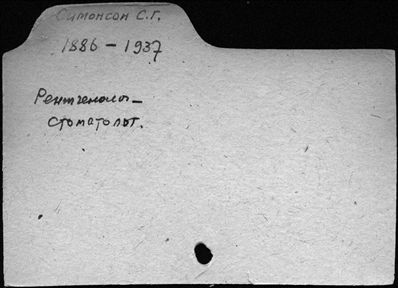 Симонсон С.Г.
1886 – 1937
Рентгенолог–
стоматолог.